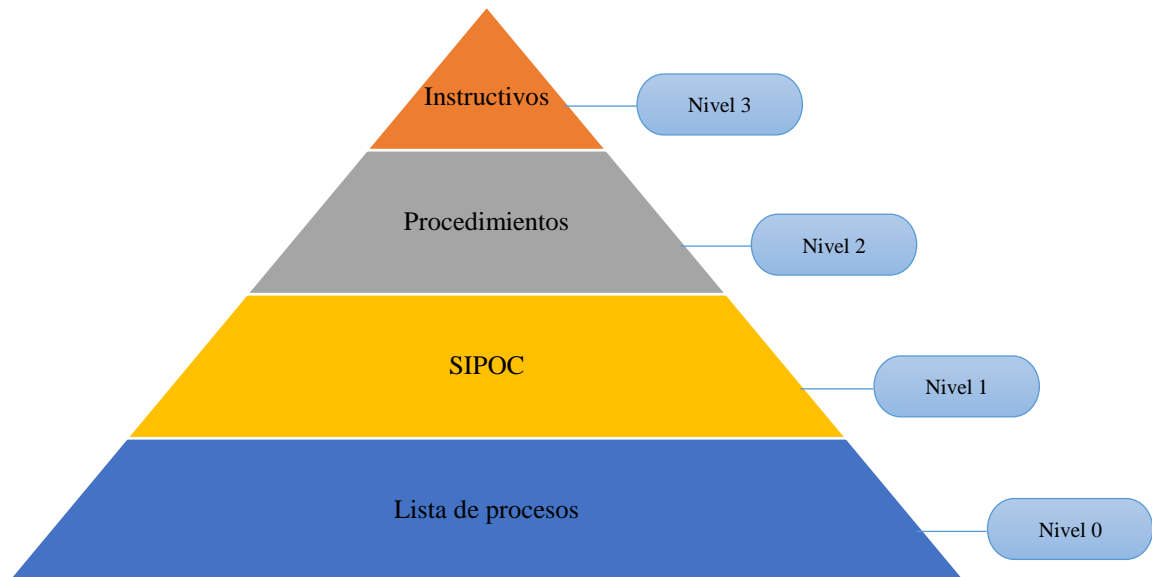 Instructivos
Nivel 3
Procedimientos
Nivel 2
SIPOC
Nivel 1
Lista de procesos
Nivel 0